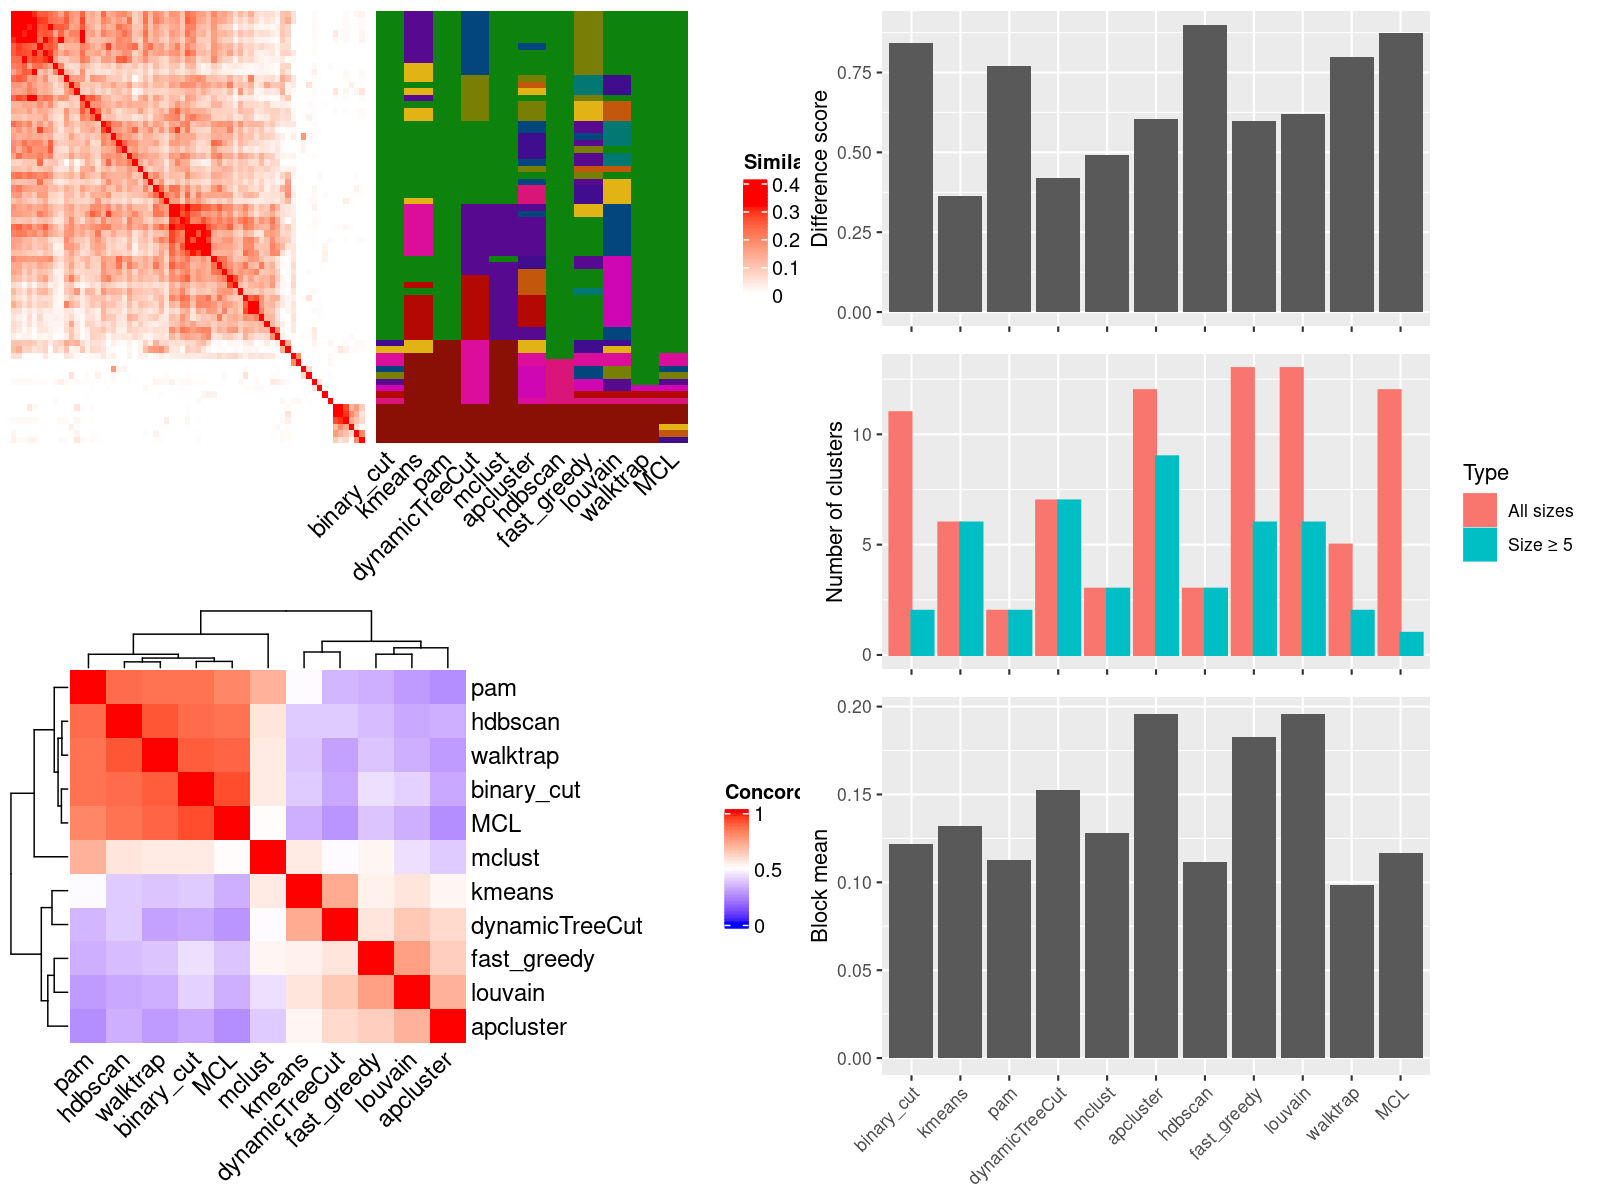 Simila
0.4
0.3
0.2
0.1
0
binary_cut
kmeans
pam
dynamicTreeCut
mclust
apcluster
hdbscan
fast_greedy
louvain
walktrap
MCL
pam
hdbscan
walktrap
binary_cut
MCL
mclust
kmeans
dynamicTreeCut
fast_greedy
louvain
apcluster
pam
hdbscan
walktrap
binary_cut
MCL
mclust
kmeans
dynamicTreeCut
fast_greedy
louvain
apcluster
Concord
1
0.5
0
Difference score
0.75
0.50
0.25
0.00
Number of clusters
10
5
0
Type
All sizes
Size ≥ 5
Block mean
0.20
0.15
0.10
0.05
0.00
binary_cut
kmeans
pam
dynamicTreeCut
mclust
apcluster
hdbscan
fast_greedy
louvain
walktrap
MCL